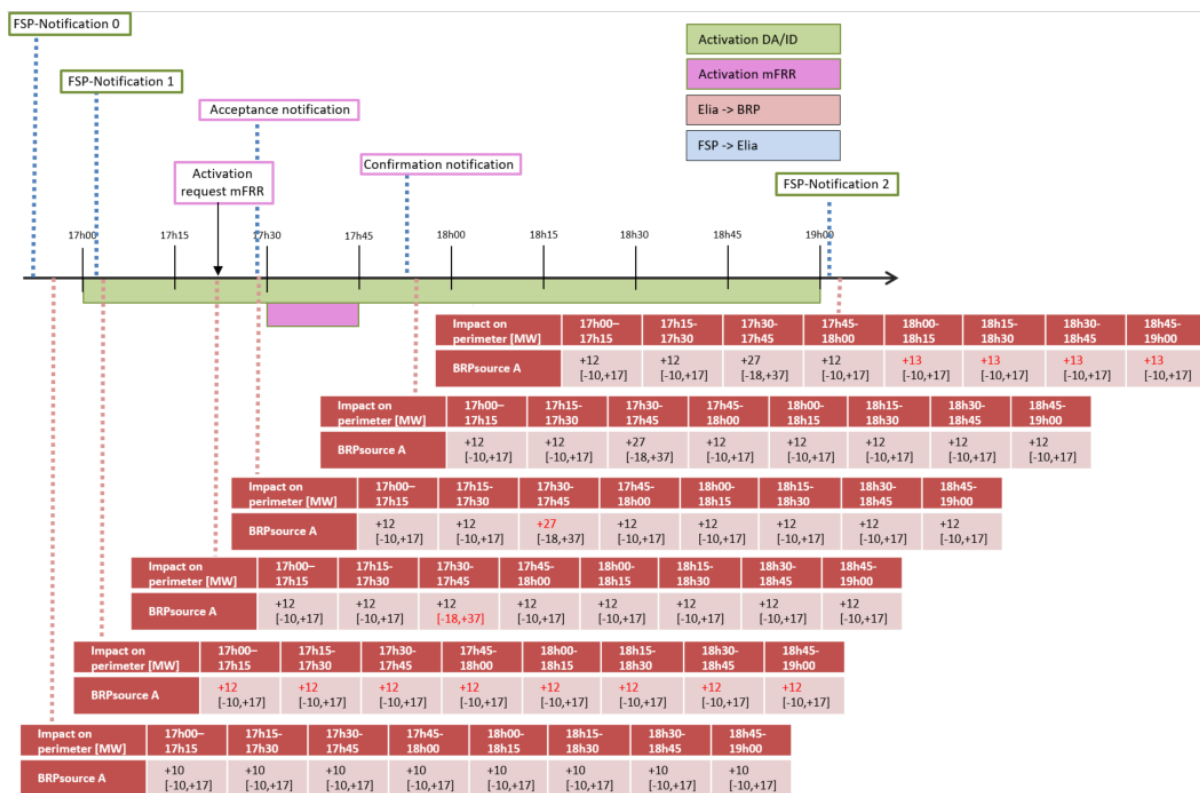 FSP-Notification 0
Activation DA/ID
FSP-Notification 1
Activation mFRR
Acceptance notification
Elia -> BRP
FSP -> Elia
Activation
request mFRR
Confirmation notification
FSP-Notification 2
17h00 17h15 17h30 17h45 18h00 18h15 18h30 18h45 19h00
Impact on 17h00– 17h15- 17h30- 17h45- 18h00- 18h15- 18h30- 18h45-
perimeter [MW] 17h15 17h30 17h45 18h00 18h15 18h30 18h45 19h00
BRPsource A +12 +12 +27 +12 +13 +13 +13 +13
[-10,+17] [-10,+17] [-18,+37] [-10,+17] [-10,+17] [-10,+17] [-10,+17] [-10,+17]
Impact on 17h00– 17h15- 17h30- 17h45- 18h00- 18h15- 18h30- 18h45-
perimeter [MW] 17h15 17h30 17h45 18h00 18h15 18h30 18h45 19h00
BRPsource A +12 +12 +27 +12 +12 +12 +12 +12
[-10,+17] [-10,+17] [-18,+37] [-10,+17] [-10,+17] [-10,+17] [-10,+17] [-10,+17]
Impact on 17h00– 17h15- 17h30- 17h45- 18h00- 18h15- 18h30- 18h45-
perimeter [MW] 17h15 17h30 17h45 18h00 18h15 18h30 18h45 19h00
BRPsource A +12 +12 +27 +12 +12 +12 +12 +12
[-10,+17] [-10,+17] [-18,+37] [-10,+17] [-10,+17] [-10,+17] [-10,+17] [-10,+17]
Impact on 17h00– 17h15- 17h30- 17h45- 18h00- 18h15- 18h30- 18h45-
perimeter [MW] 17h15 17h30 17h45 18h00 18h15 18h30 18h45 19h00
BRPsource A +12 +12 +12 +12 +12 +12 +12 +12
[-10,+17] [-10,+17] [-18,+37] [-10,+17] [-10,+17] [-10,+17] [-10,+17] [-10,+17]
Impact on 17h00– 17h15- 17h30- 17h45- 18h00- 18h15- 18h30- 18h45-
perimeter [MW] 17h15 17h30 17h45 18h00 18h15 18h30 18h45 19h00
BRPsource A +12 +12 +12 +12 +12 +12 +12 +12
[-10,+17] [-10,+17] [-10,+17] [-10,+17] [-10,+17] [-10,+17] [-10,+17] [-10,+17]
Impact on 17h00– 17h15- 17h30- 17h45- 18h00- 18h15- 18h30- 18h45-
perimeter [MW] 17h15 17h30 17h45 18h00 18h15 18h30 18h45 19h00
BRPsource A +10 +10 +10 +10 +10 +10 +10 +10
[-10,+17] [-10,+17] [-10,+17] [-10,+17] [-10,+17] [-10,+17] [-10,+17] [-10,+17]